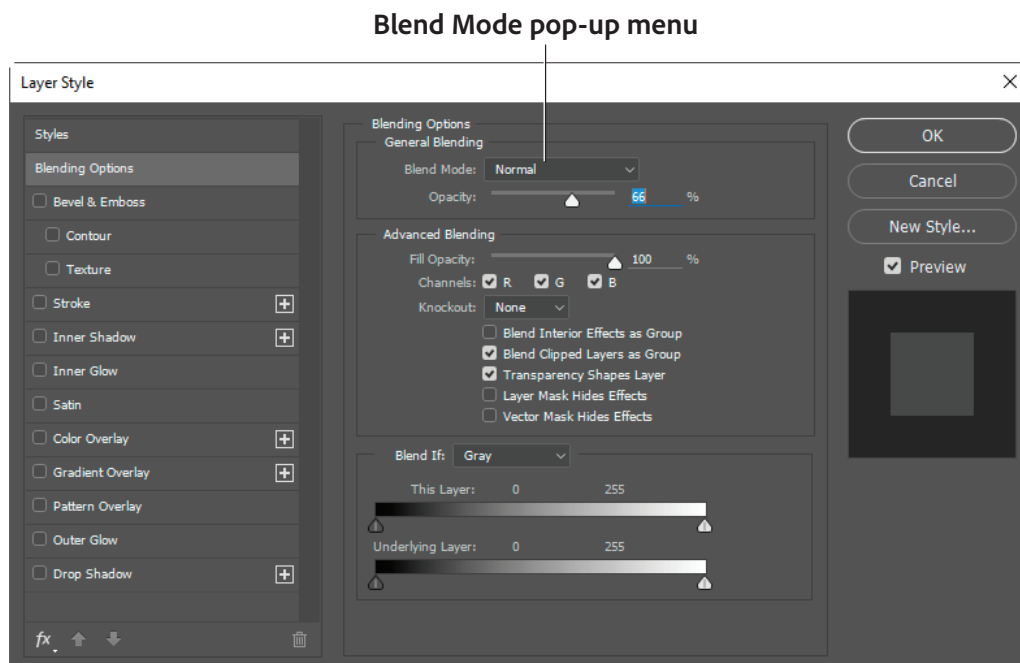 Blend Mode pop-up menu
Layer Style
Styles
Blending Options
Bevel & Emboss
Contour
Texture
Stroke
Inner Shadow
Inner Glow
Satin
Color Overlay
Gradient Overlay
Pattern Overlay
Outer Glow
Drop Shadow
fx
Blending Options
General Blending
Blend Mode: Normal
Opacity: 66 %
Advanced Blending
Fill Opacity: 100 %
Channels: R G B
Knockout: None
Blend Interior Effects as Group
Blend Clipped Layers as Group
Transparency Shapes Layer
Layer Mask Hides Effects
Vector Mask Hides Effects
Blend If: Gray
This Layer: 0 255
Underlying Layer: 0 255
OK
Cancel
New Style...
Preview